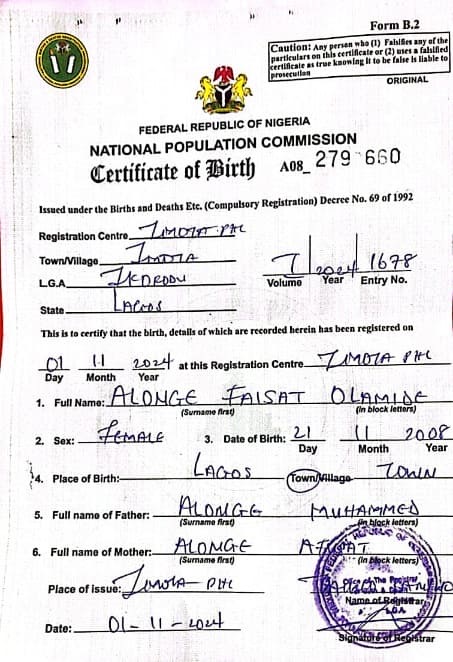 Form B.2
Caution: Any person who (1) Falsifies any of the
particulars on this certificate or (2) uses a falsified
certificate as true knowing it to be false is liable to
prosecution
ORIGINAL
FEDERAL REPUBLIC OF NIGERIA
NATIONAL POPULATION COMMISSION
Certificate of Birth A08_ 279 660
Issued under the Births and Deaths Etc. (Compulsory Registration) Decree No. 69 of 1992
Registration Centre IMOTA PHC
Town/Village IMOTA
L.G.A IKORODU 7 2024 1678
Volume Year Entry No.
State LAGOS
This is to certify that the birth, details of which are recorded herein has been registered on
01 11 2024 at this Registration Centre IMOTA PHC
Day Month Year
1. Full Name: ALONGE FAISAT OLAMIDE
(Surname first) (In block letters)
2. Sex: FEMALE 3. Date of Birth: 21 11 2008
Day Month Year
4. Place of Birth: LAGOS Town/Village TOWN
5. Full name of Father: ALONGE MUHAMMED
(Surname first) (In block letters)
6. Full name of Mother: ALONGE
(Surname first) (In block letters)
Place of issue: IMOTA PHC
Name of Registrar
Date: 01-11-2024
Signature of Registrar